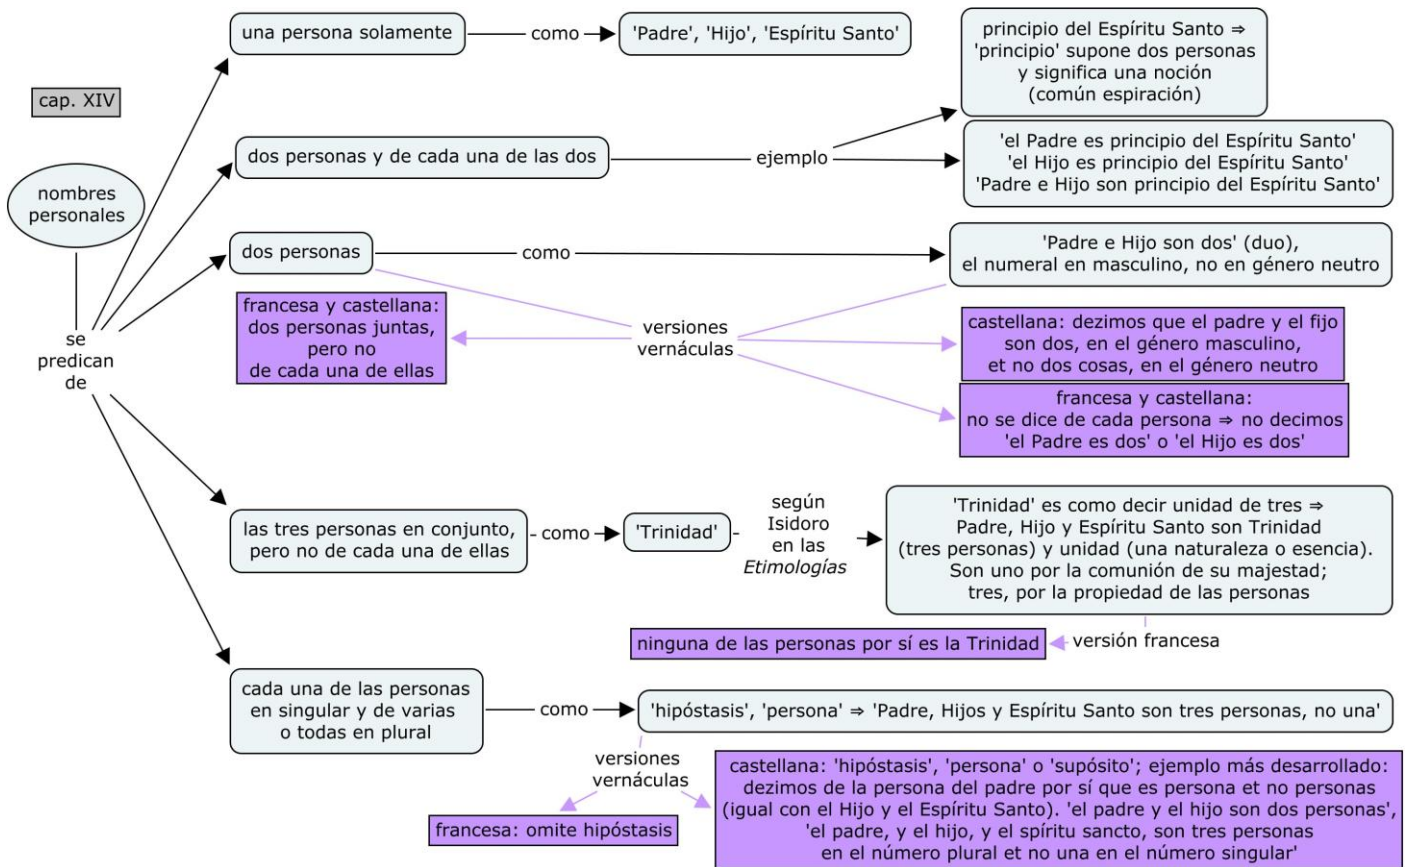 cap. XIV
nombres
personales
se
predican
de
una persona solamente
como
'Padre', 'Hijo', 'Espíritu Santo'
dos personas y de cada una de las dos
ejemplo
principio del Espíritu Santo ⇒
'principio' supone dos personas
y significa una noción
(común espiración)
'el Padre es principio del Espíritu Santo'
'el Hijo es principio del Espíritu Santo'
'Padre e Hijo son principio del Espíritu Santo'
dos personas
como
'Padre e Hijo son dos' (duo),
el numeral en masculino, no en género neutro
versiones
vernáculas
francesa y castellana:
dos personas juntas,
pero no
de cada una de ellas
castellana: dezimos que el padre y el fijo
son dos, en el género masculino,
et no dos cosas, en el género neutro
francesa y castellana:
no se dice de cada persona ⇒ no decimos
'el Padre es dos' o 'el Hijo es dos'
las tres personas en conjunto,
pero no de cada una de ellas
como
'Trinidad'
según
Isidoro
en las
Etimologías
'Trinidad' es como decir unidad de tres ⇒
Padre, Hijo y Espíritu Santo son Trinidad
(tres personas) y unidad (una naturaleza o esencia).
Son uno por la comunión de su majestad;
tres, por la propiedad de las personas
versión francesa
ninguna de las personas por sí es la Trinidad
cada una de las personas
en singular y de varias
o todas en plural
como
'hipóstasis', 'persona' ⇒ 'Padre, Hijos y Espíritu Santo son tres personas, no una'
versiones
vernáculas
francesa: omite hipóstasis
castellana: 'hipóstasis', 'persona' o 'supósito'; ejemplo más desarrollado:
dezimos de la persona del padre por sí que es persona et no personas
(igual con el Hijo y el Espíritu Santo). 'el padre y el hijo son dos personas',
'el padre, y el hijo, y el spíritu sancto, son tres personas
en el número plural et no una en el número singular'